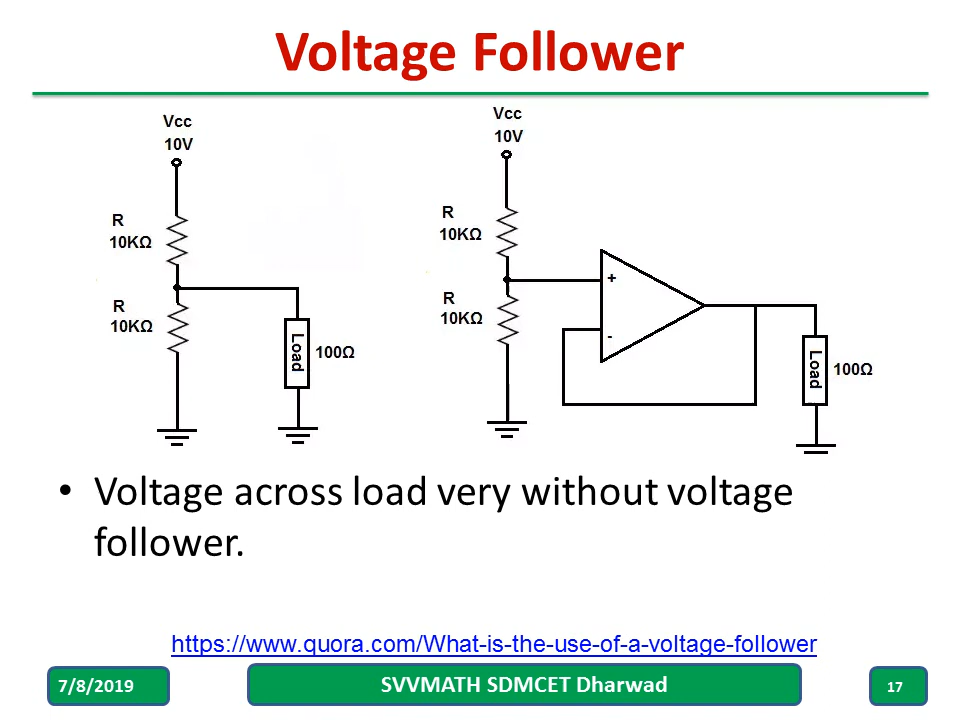 Voltage Follower
Vcc
10V
R
10KΩ
R
10KΩ
Load
100Ω
Vcc
10V
R
10KΩ
R
10KΩ
+
-
Load
100Ω
• Voltage across load very without voltage
follower.
https://www.quora.com/What-is-the-use-of-a-voltage-follower
7/8/2019
SVVMATH SDMCET Dharwad
17